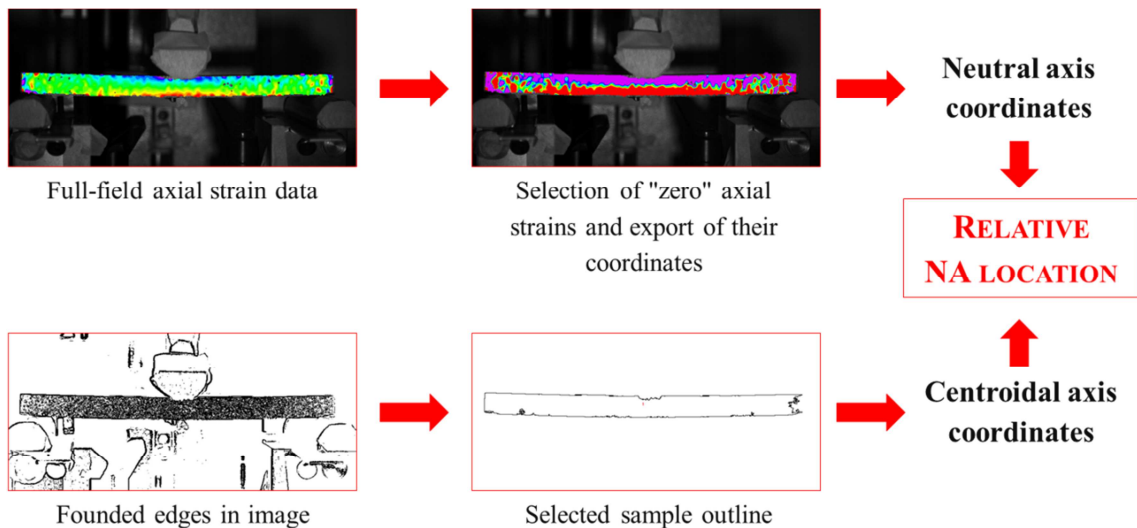 Full-field axial strain data
Selection of "zero" axial
strains and export of their
coordinates
Neutral axis
coordinates
RELATIVE
NA LOCATION
Founded edges in image
Selected sample outline
Centroidal axis
coordinates